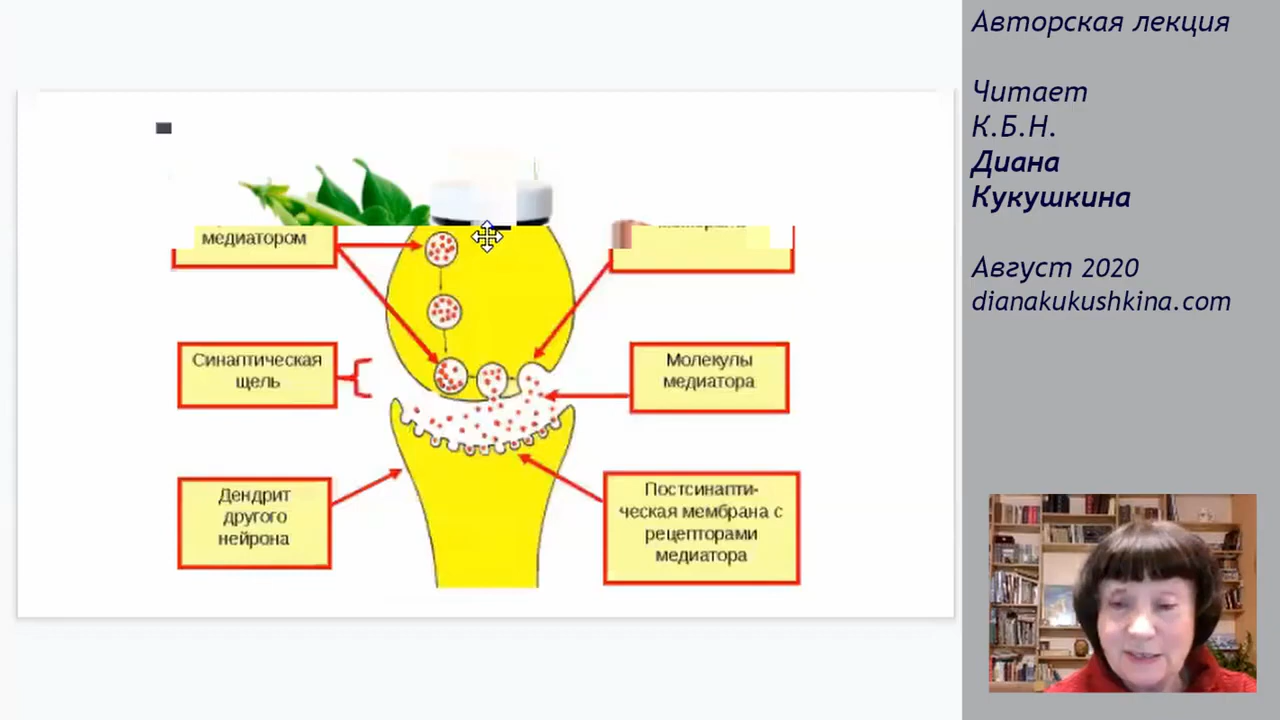 медиатором
Синаптическая
щель
Дендрит
другого
нейрона
Молекулы
медиатора
Постсинапти-
ческая мембрана с
рецепторами
медиатора
Авторская лекция
Читает
К.Б.Н.
Диана
Кукушкина
Август 2020
dianakukushkina.com